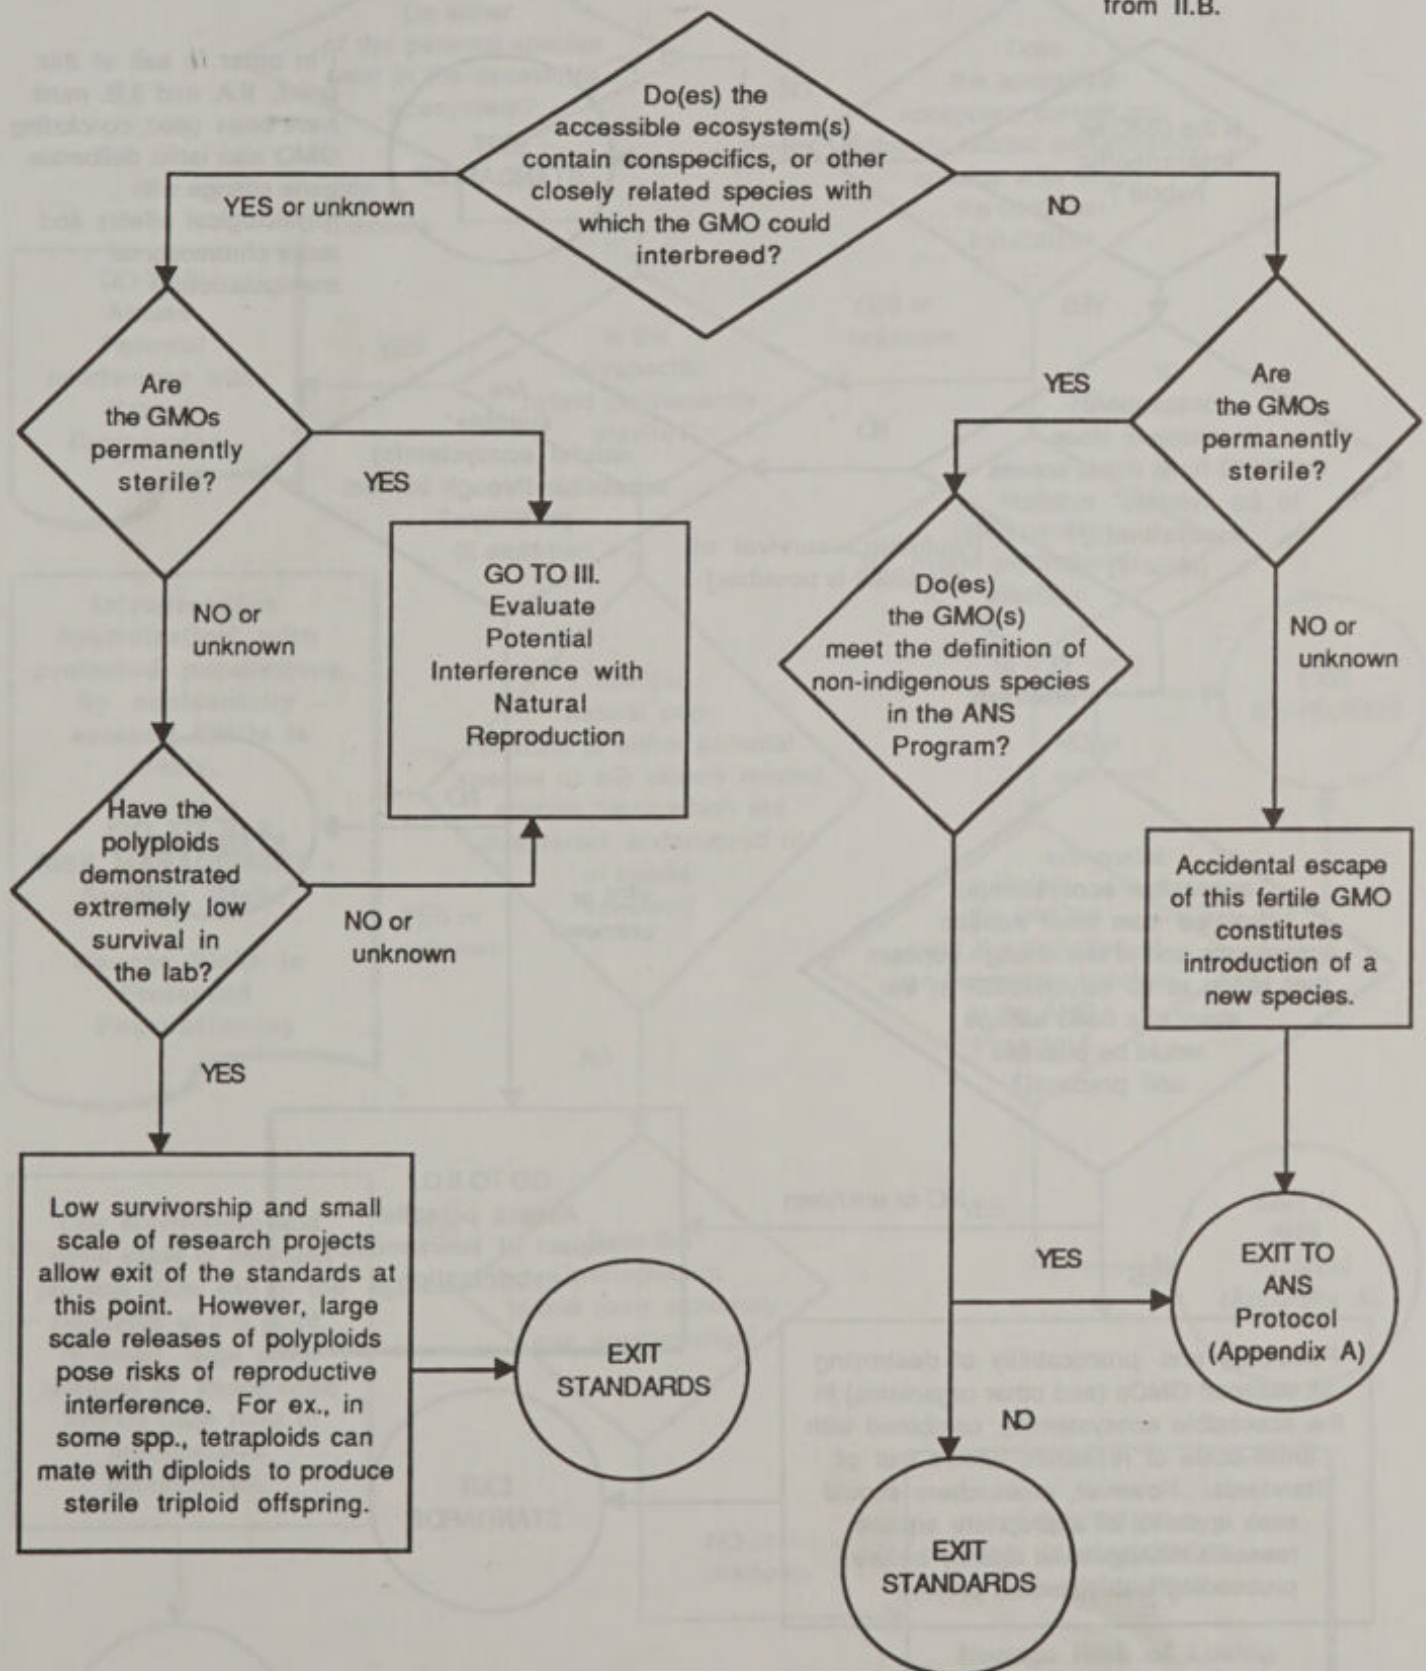 from II.B.
Do(es) the
accessible ecosystem(s)
contain conspecifics, or other
closely related species with
which the GMO could
interbreed?
YES or unknown
NO
Are
the GMOs
permanently
sterile?
YES
NO or
unknown
GO TO III.
Evaluate
Potential
Interference with
Natural
Reproduction
Have the
polyploids
demonstrated
extremely low
survival in
the lab?
NO or
unknown
YES
Low survivorship and small
scale of research projects
allow exit of the standards at
this point. However, large
scale releases of polyploids
pose risks of reproductive
interference. For ex., in
some spp., tetraploids can
mate with diploids to produce
sterile triploid offspring.
EXIT
STANDARDS
Are
the GMOs
permanently
sterile?
YES
NO or
unknown
Do(es)
the GMO(s)
meet the definition of
non-indigenous species
in the ANS
Program?
Accidental escape
of this fertile GMO
constitutes
introduction of a
new species.
YES
EXIT TO
ANS
Protocol
(Appendix A)
NO
EXIT
STANDARDS